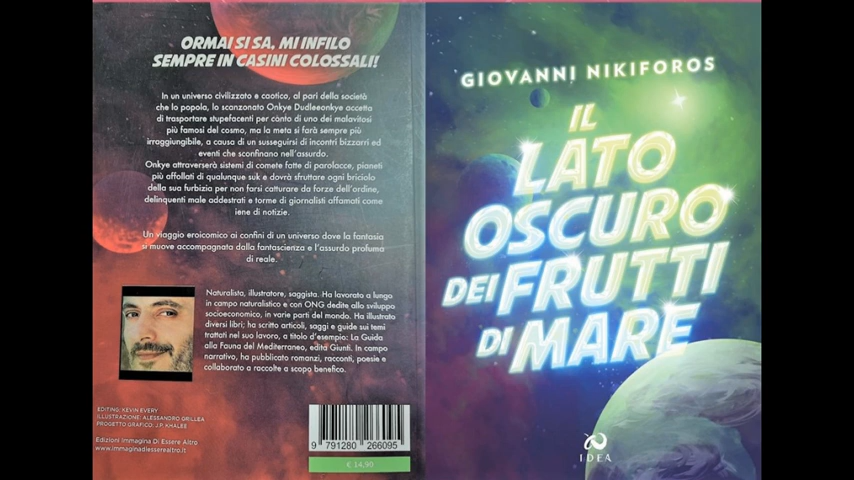 ORMAI SI SA, MI INFILO
SEMPRE IN CASINI COLOSSALI!
In un universo civilizzato e caotico, al pari della società
che lo popola, lo scanzonato Onkye Dudleeonkye accetta
di trasportare stupefacenti per conto di uno dei malavitosi
più famosi del cosmo, ma la meta si farà sempre più
irraggiungibile, a causa di un susseguirsi di incontri bizzarri ed
eventi che sconfinano nell'assurdo.
Onkye attraverserà sistemi di comete fatte di parolacce, pianeti
più affollati di qualunque suk e dovrà sfruttare ogni briciolo
della sua furbizia per non farsi catturare da forze dell'ordine,
delinquenti male addestrati e torme di giornalisti affamati come
iene di notizie.
Un viaggio eroicomico ai confini di un universo dove la fantasia
si muove accompagnata dalla fantascienza e l'assurdo profuma
di reale.
Naturalista, illustratore, saggista. Ha lavorato a lungo
in campo naturalistico e con ONG dedite allo sviluppo
socioeconomico, in varie parti del mondo. Ha illustrato
diversi libri; ha scritto articoli, saggi e guide sui temi
trattati nel suo lavoro, a titolo d'esempio: La Guida
alla Fauna del Mediterraneo, edita Giunti. In campo
narrativo, ha pubblicato romanzi, racconti, poesie e
collaborato a raccolte a scopo benefico.
EDITING: KEVIN EVERY
ILLUSTRAZIONE: ALESSANDRO GRILLEA
PROGETTO GRAFICO: J.P. KHALES
Edizioni Immagina Di Essere Altro
www.immaginadiesserealtro.it
9 791280 266095
€ 14,90
GIOVANNI NIKIFOROS
IL
LATO
OSCURO
DEI FRUTTI
DI MARE
IDEA